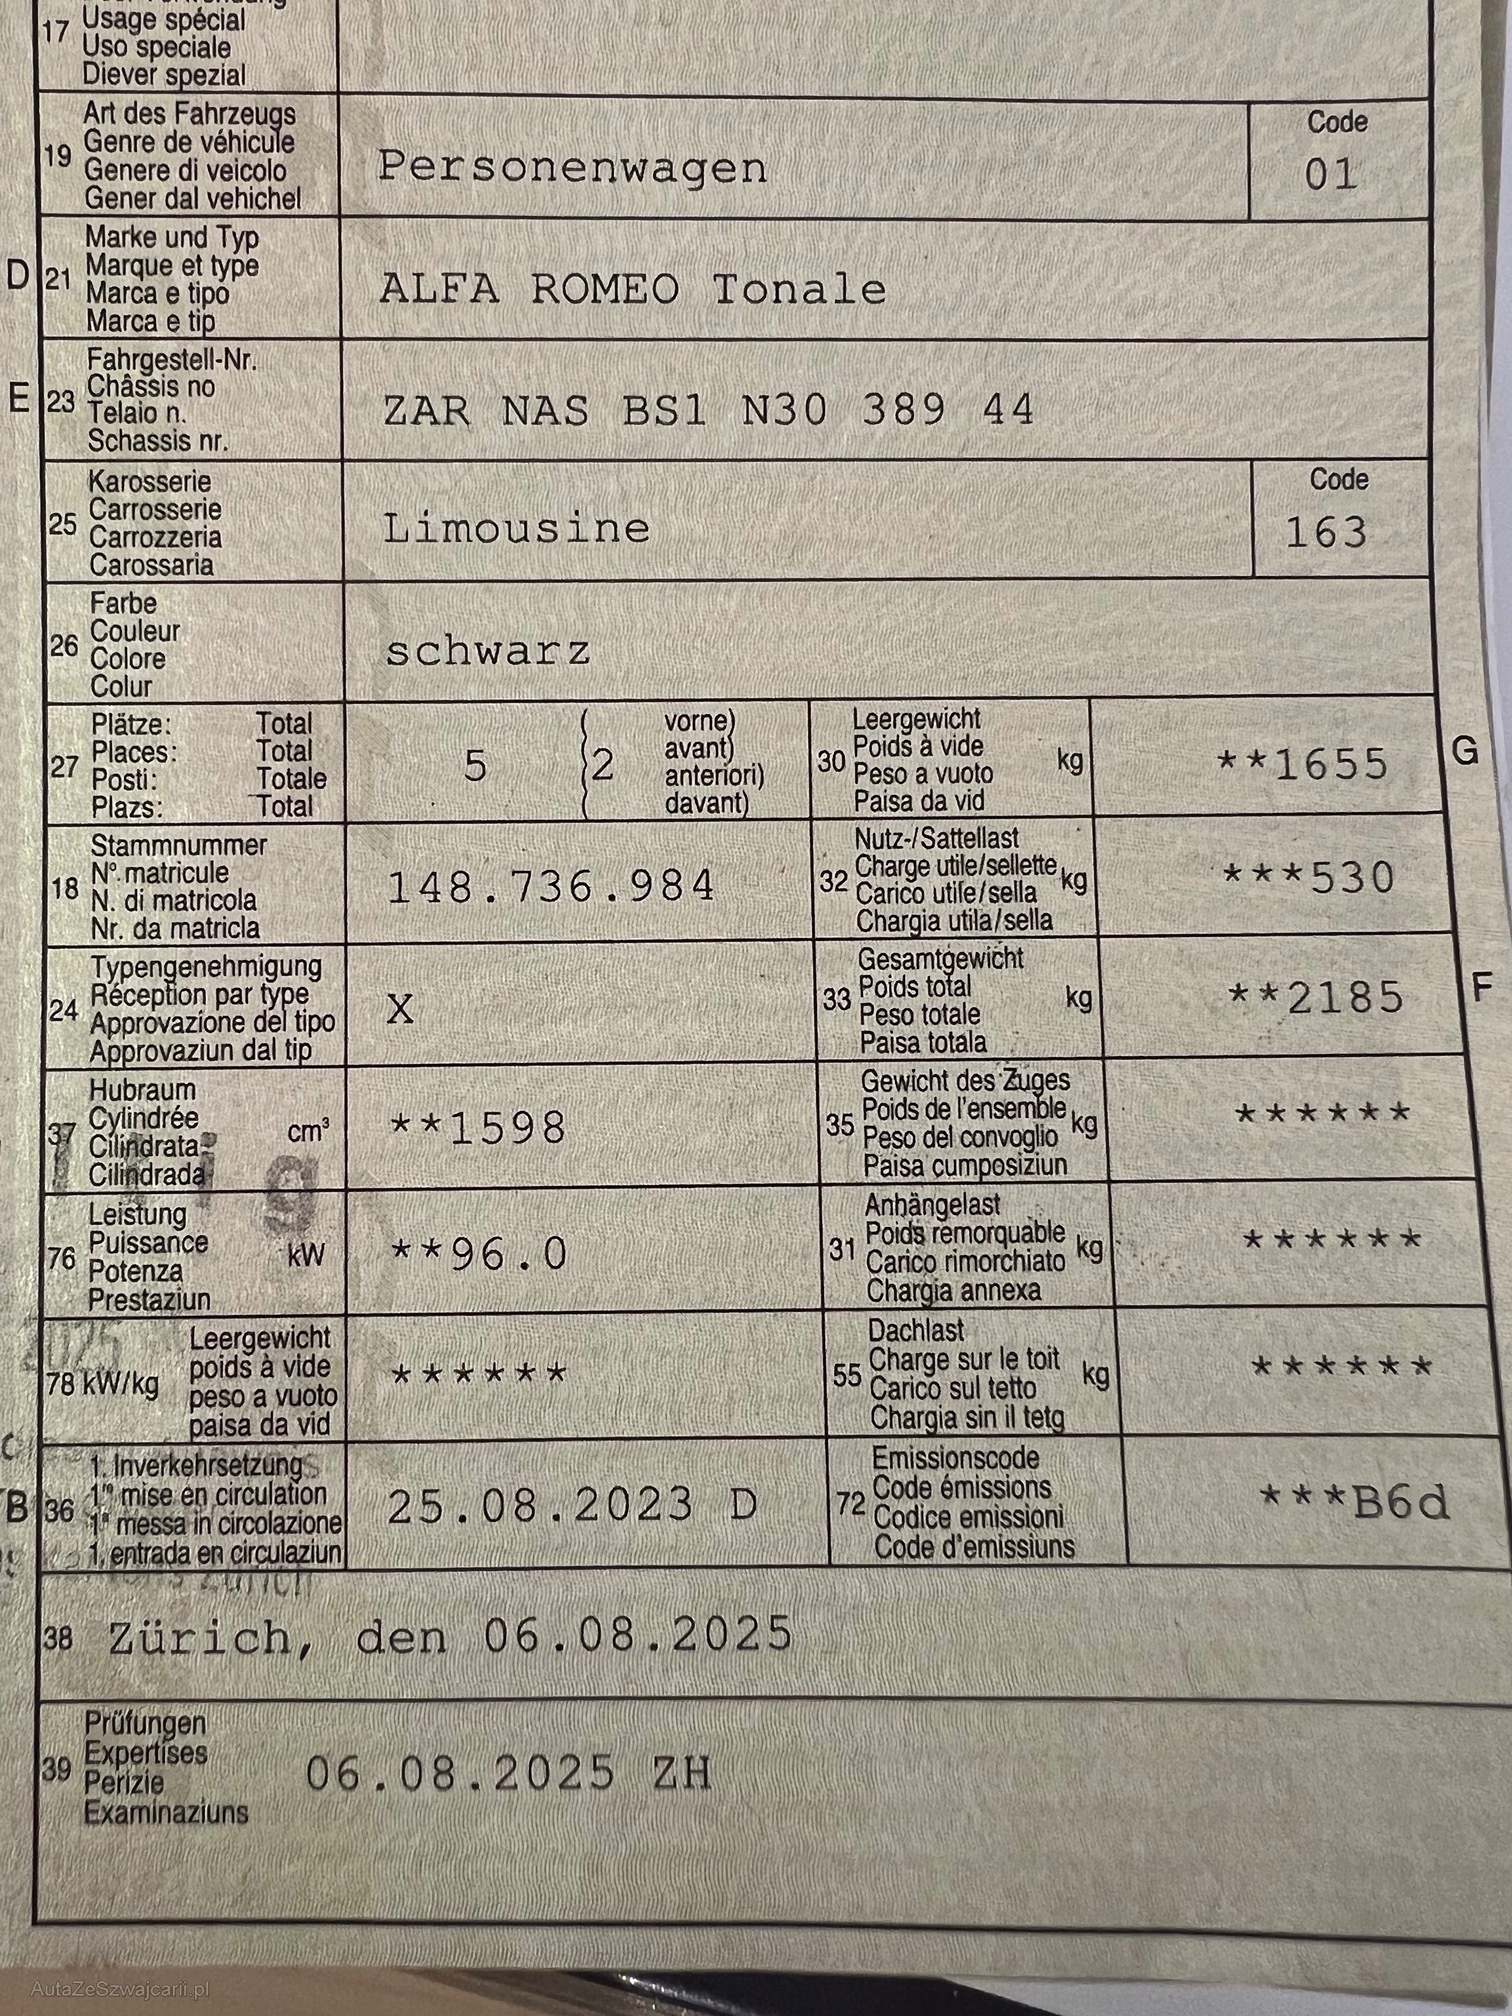 17 Usage spécial
Uso speciale
Diever spezial
19 Art des Fahrzeugs
Genre de véhicule
Genere di veicolo
Gener dal vehichel
Personenwagen
Code
01
D 21 Marke und Typ
Marque et type
Marca e tipo
Marca e tip
ALFA ROMEO Tonale
E 23 Fahrgestell-Nr.
Châssis no
Telaio n.
Schassis nr.
ZAR NAS BS1 N30 389 44
25 Karosserie
Carrosserie
Carrozzeria
Carossaria
Limousine
Code
163
26 Farbe
Couleur
Colore
Colur
schwarz
27 Plätze: Total
Places: Total
Posti: Totale
Plazs: Total
5 (2 vorne)
avant)
anteriori)
davant)
30 Leergewicht
Poids à vide
Peso a vuoto
Paisa da vid
kg
**1655
G
18 Stammnummer
N° matricule
N. di matricola
Nr. da matricla
148.736.984
32 Nutz-/Sattellast
Charge utile/sellette
Carico utile/sella
Chargia utila/sella
kg
***530
24 Typengenehmigung
Réception par type
Approvazione del tipo
Approvaziun dal tip
X
33 Gesamtgewicht
Poids total
Peso totale
Paisa totala
kg
**2185
F
37 Hubraum
Cylindrée
Cilindrata
Cilindrada
cm³
**1598
35 Gewicht des Zuges
Poids de l'ensemble
Peso del convoglio
Paisa cumposiziun
kg
******
76 Leistung
Puissance
Potenza
Prestaziun
kW
**96.0
31 Anhängelast
Poids remorquable
Carico rimorchiato
Chargia annexa
kg
******
2025
78 kW/kg Leergewicht
poids à vide
peso a vuoto
paisa da vid
******
55 Dachlast
Charge sur le toit
Carico sul tetto
Chargia sin il tetg
kg
******
B 36 1. Inverkehrsetzung
1re mise en circulation
1a messa in circolazione
1. entrada en circulaziun
25.08.2023 D
72 Emissionscode
Code émissions
Codice emissioni
Code d'emissiuns
***B6d
Zürich
38 Zürich, den 06.08.2025
39 Prüfungen
Expertises
Perizie
Examinaziuns
06.08.2025 ZH
AutaZeSzwajcarii.pl